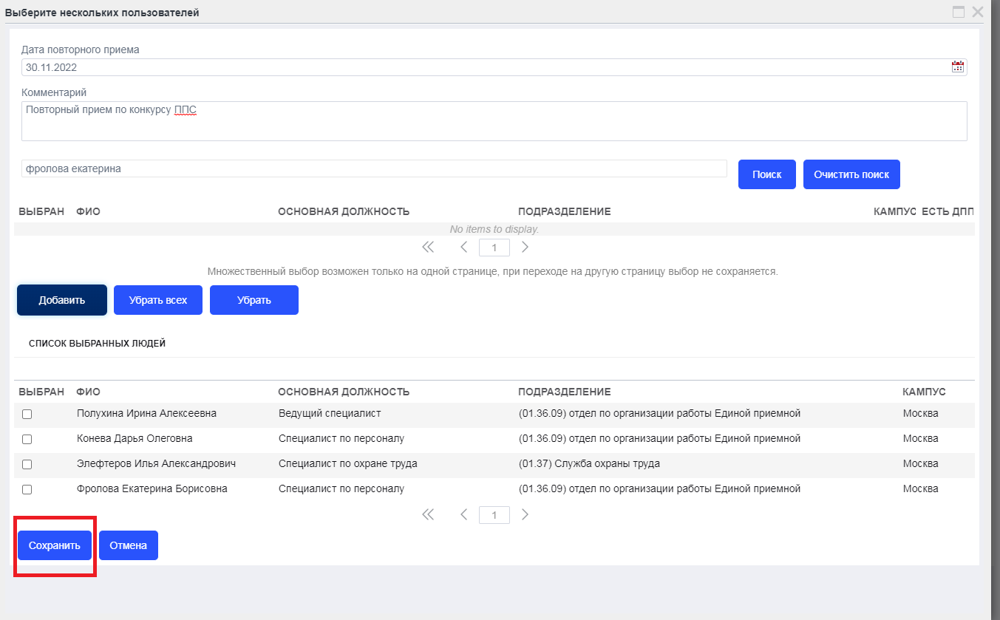 Выберите нескольких пользователей
Дата повторного приема
30.11.2022
Комментарий
Повторный прием по конкурсу ППС
фролова екатерина
Поиск
Очистить поиск
ВЫБРАН ФИО ОСНОВНАЯ ДОЛЖНОСТЬ ПОДРАЗДЕЛЕНИЕ КАМПУС ЕСТЬ ДПП
No items to display.
1
Множественный выбор возможен только на одной странице, при переходе на другую страницу выбор не сохраняется.
Добавить Убрать всех Убрать
СПИСОК ВЫБРАННЫХ ЛЮДЕЙ
ВЫБРАН ФИО ОСНОВНАЯ ДОЛЖНОСТЬ ПОДРАЗДЕЛЕНИЕ КАМПУС
Полухина Ирина Алексеевна Ведущий специалист (01.36.09) отдел по организации работы Единой приемной Москва
Конева Дарья Олеговна Специалист по персоналу (01.36.09) отдел по организации работы Единой приемной Москва
Элефтеров Илья Александрович Специалист по охране труда (01.37) Служба охраны труда Москва
Фролова Екатерина Борисовна Специалист по персоналу (01.36.09) отдел по организации работы Единой приемной Москва
1
Сохранить Отмена